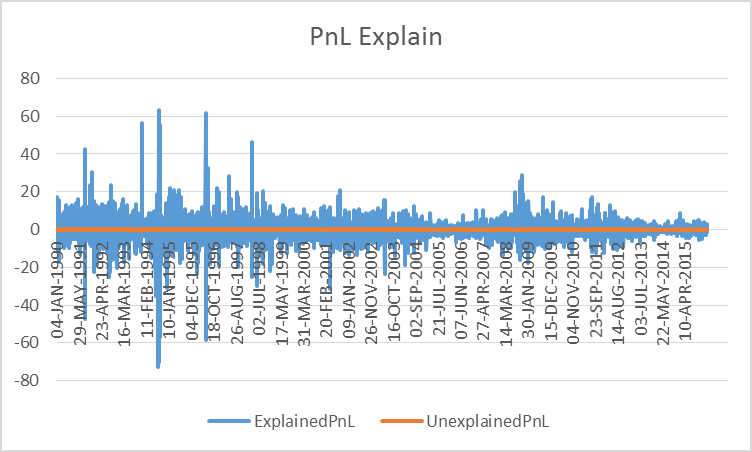 PnL Explain
80
60
40
20
0
-20
-40
-60
-80
04-JAN-1990
29-MAY-1991
23-APR-1992
16-MAR-1993
11-FEB-1994
10-JAN-1995
04-DEC-1995
18-OCT-1996
26-AUG-1997
02-JUL-1998
17-MAY-1999
31-MAR-2000
20-FEB-2001
09-JAN-2002
26-NOV-2002
16-OCT-2003
02-SEP-2004
21-JUL-2005
07-JUN-2006
27-APR-2007
14-MAR-2008
30-JAN-2009
15-DEC-2009
04-NOV-2010
23-SEP-2011
14-AUG-2012
03-JUL-2013
22-MAY-2014
10-APR-2015
ExplainedPnL UnexplainedPnL